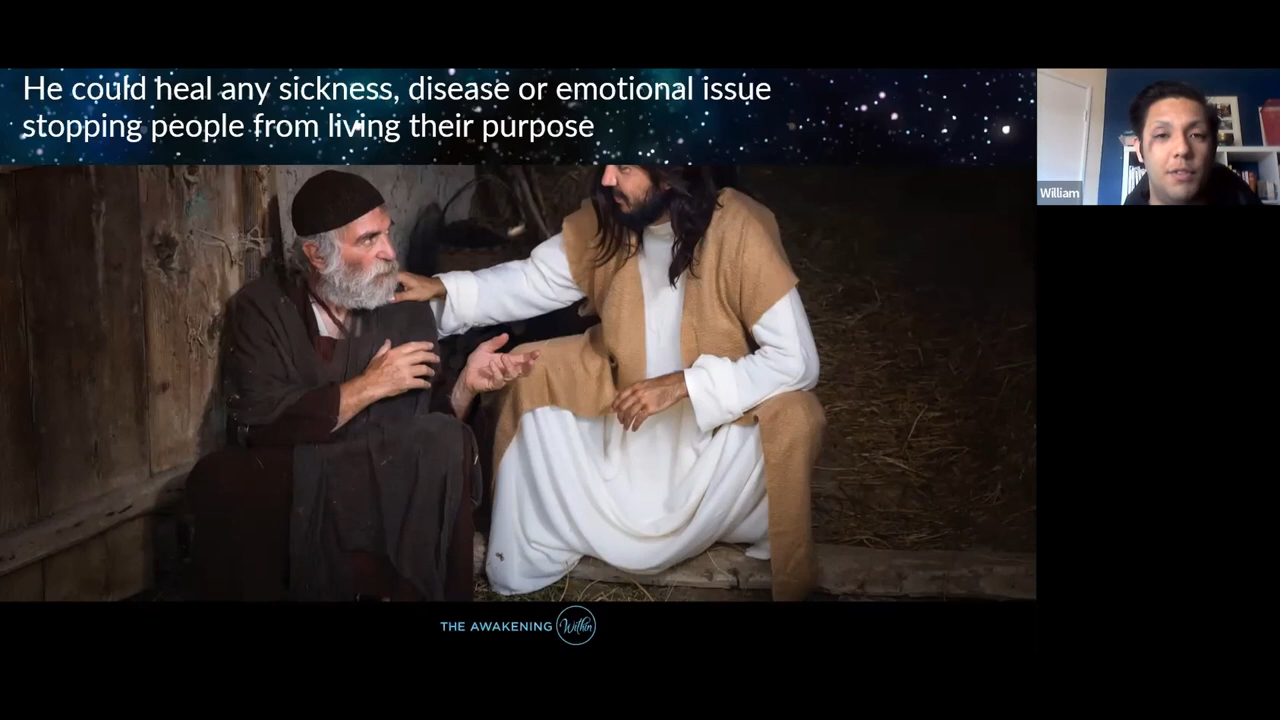 He could heal any sickness, disease or emotional issue
stopping people from living their purpose
William
THE AWAKENING Within